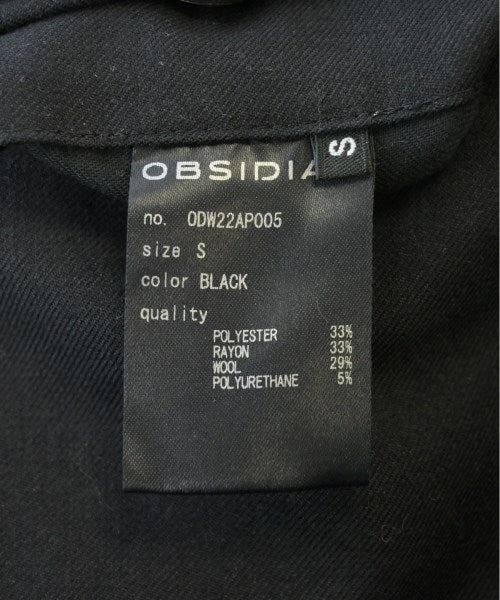 OBSIDIA
S
no. ODW22AP005
size S
color BLACK
quality
POLYESTER 33%
RAYON 33%
WOOL 29%
POLYURETHANE 5%